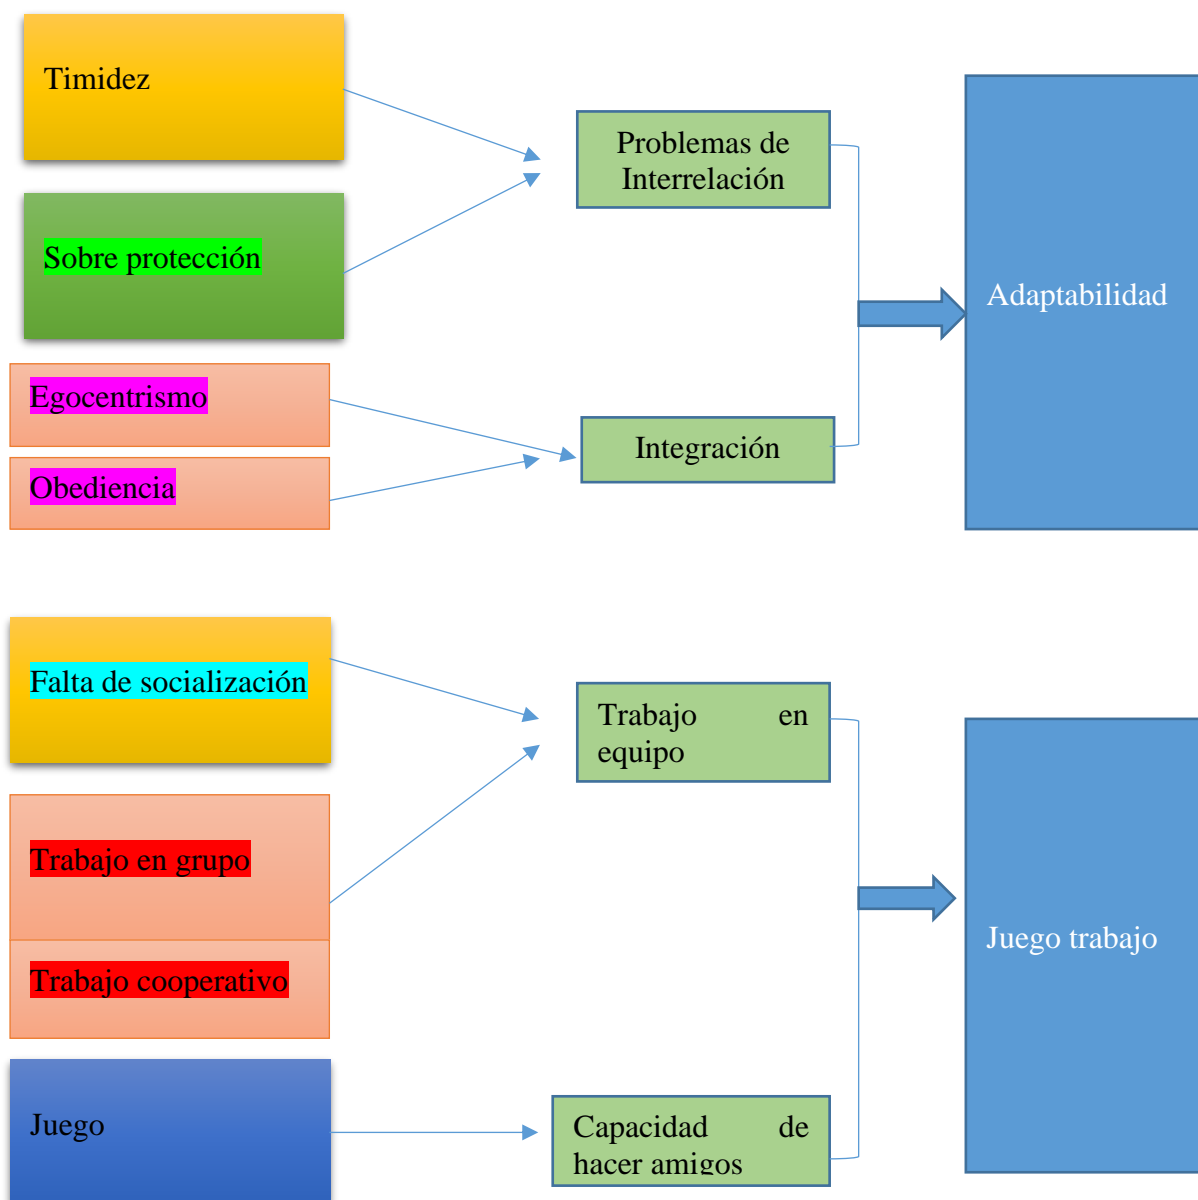 Timidez
Problemas de
Interrelación
Sobre protección
Adaptabilidad
Egocentrismo
Integración
Obediencia
Falta de socialización
Trabajo en
equipo
Trabajo en grupo
Juego trabajo
Trabajo cooperativo
Juego
Capacidad de
hacer amigos